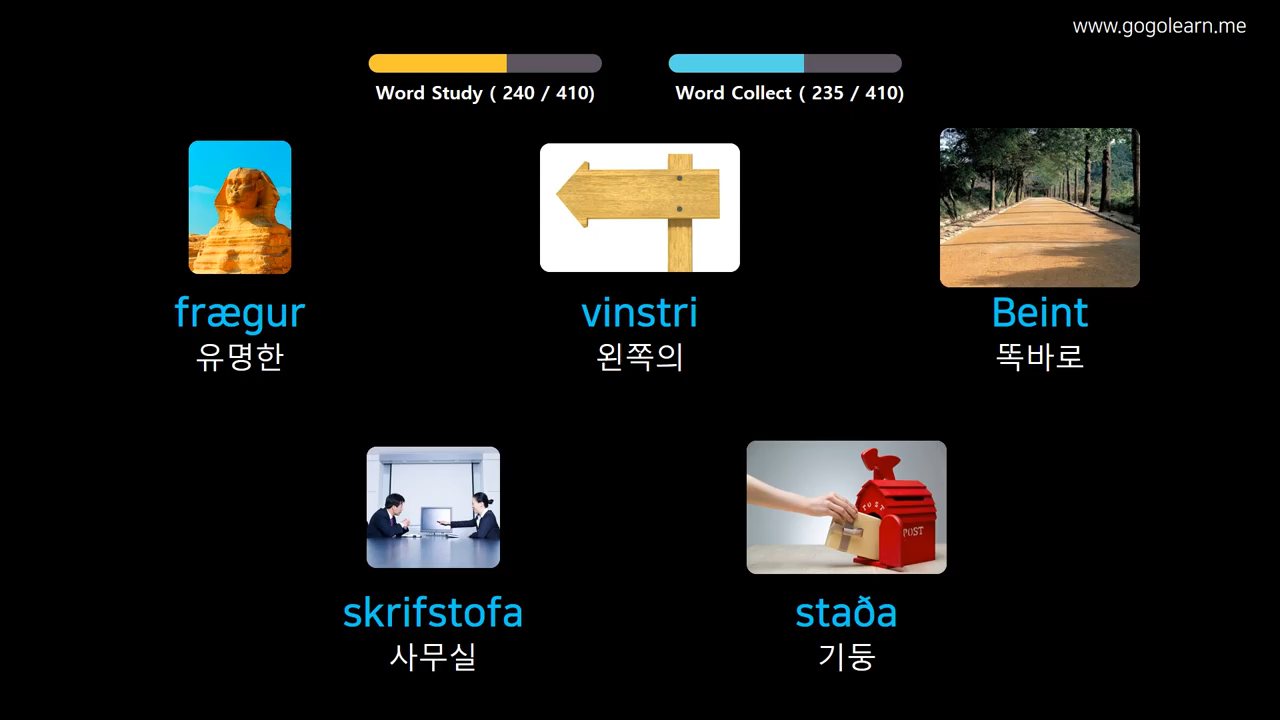 www.gogolearn.me
Word Study ( 240 / 410)
Word Collect ( 235 / 410)
frægur
유명한
vinstri
왼쪽의
Beint
똑바로
POST
skrifstofa
사무실
staða
기둥